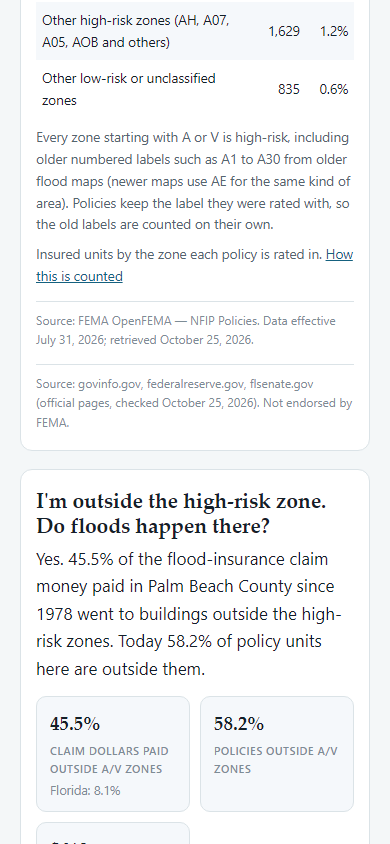 Other high-risk zones (AH, A07, 1,629 1.2%
A05, AOB and others)
Other low-risk or unclassified 835 0.6%
zones
Every zone starting with A or V is high-risk, including
older numbered labels such as A1 to A30 from older
flood maps (newer maps use AE for the same kind of
area). Policies keep the label they were rated with, so
the old labels are counted on their own.
Insured units by the zone each policy is rated in. How
this is counted
Source: FEMA OpenFEMA — NFIP Policies. Data effective
July 31, 2026; retrieved October 25, 2026.
Source: govinfo.gov, federalreserve.gov, flsenate.gov
(official pages, checked October 25, 2026). Not endorsed by
FEMA.
I'm outside the high-risk zone.
Do floods happen there?
Yes. 45.5% of the flood-insurance claim
money paid in Palm Beach County since
1978 went to buildings outside the high-
risk zones. Today 58.2% of policy units
here are outside them.
45.5%
CLAIM DOLLARS PAID
OUTSIDE A/V ZONES
Florida: 8.1%
58.2%
POLICIES OUTSIDE A/V
ZONES